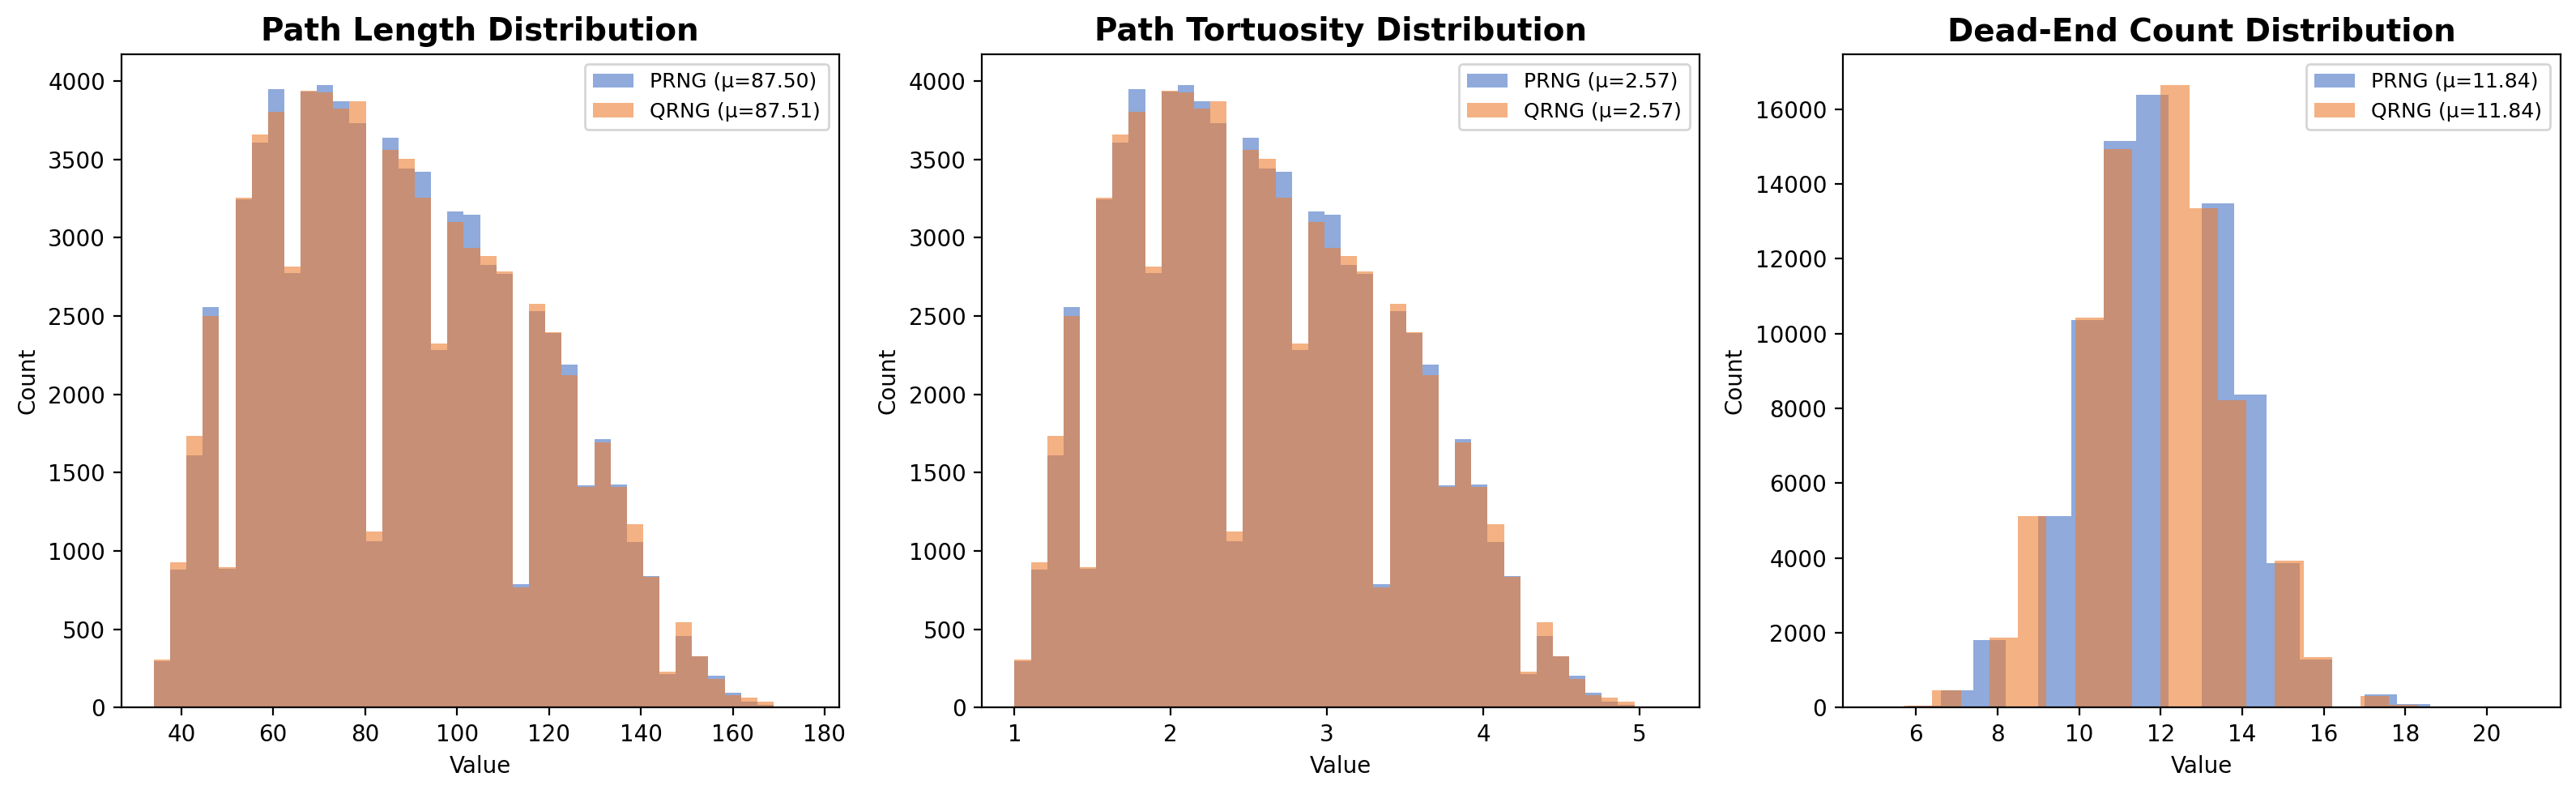 Path Length Distribution
PRNG (μ=87.50)
QRNG (μ=87.51)
4000
3500
3000
2500
2000
1500
1000
500
0
Count
40 60 80 100 120 140 160 180
Value
Path Tortuosity Distribution
PRNG (μ=2.57)
QRNG (μ=2.57)
4000
3500
3000
2500
2000
1500
1000
500
0
Count
1 2 3 4 5
Value
Dead-End Count Distribution
PRNG (μ=11.84)
QRNG (μ=11.84)
16000
14000
12000
10000
8000
6000
4000
2000
0
Count
6 8 10 12 14 16 18 20
Value